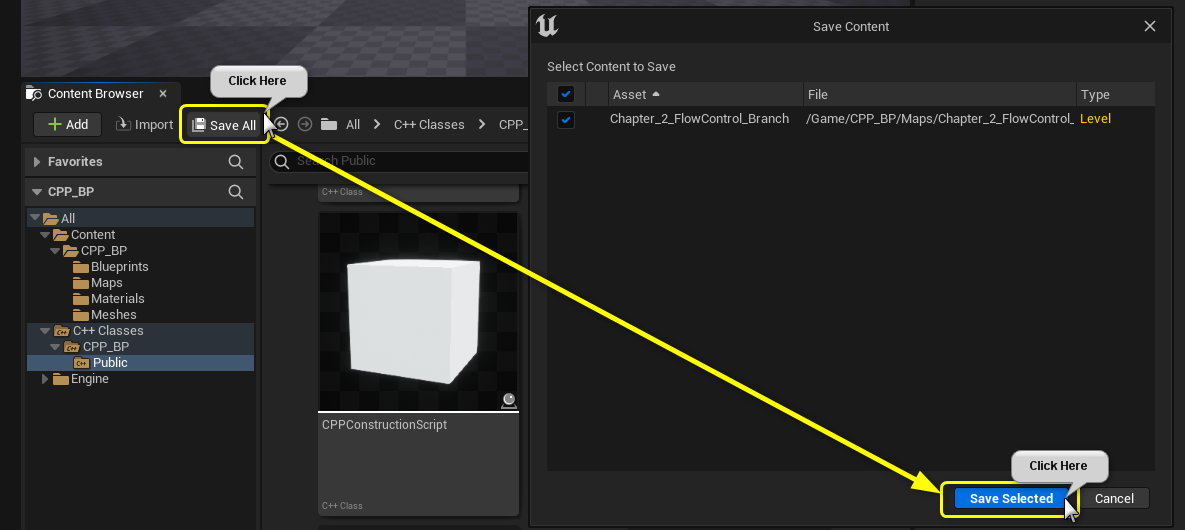 Save Content
Select Content to Save
Asset
File
Type
Chapter_2_FlowControl_Branch
/Game/CPP_BP/Maps/Chapter_2_FlowControl_
Level
Click Here
Content Browser
Add
Import
Save All
All
C++ Classes
CPP_
Favorites
Search Public
CPP_BP
C++ Class
All
Content
CPP_BP
Blueprints
Maps
Materials
Meshes
C++ Classes
CPP_BP
Public
Engine
CPPConstructionScript
C++ Class
Click Here
Save Selected
Cancel